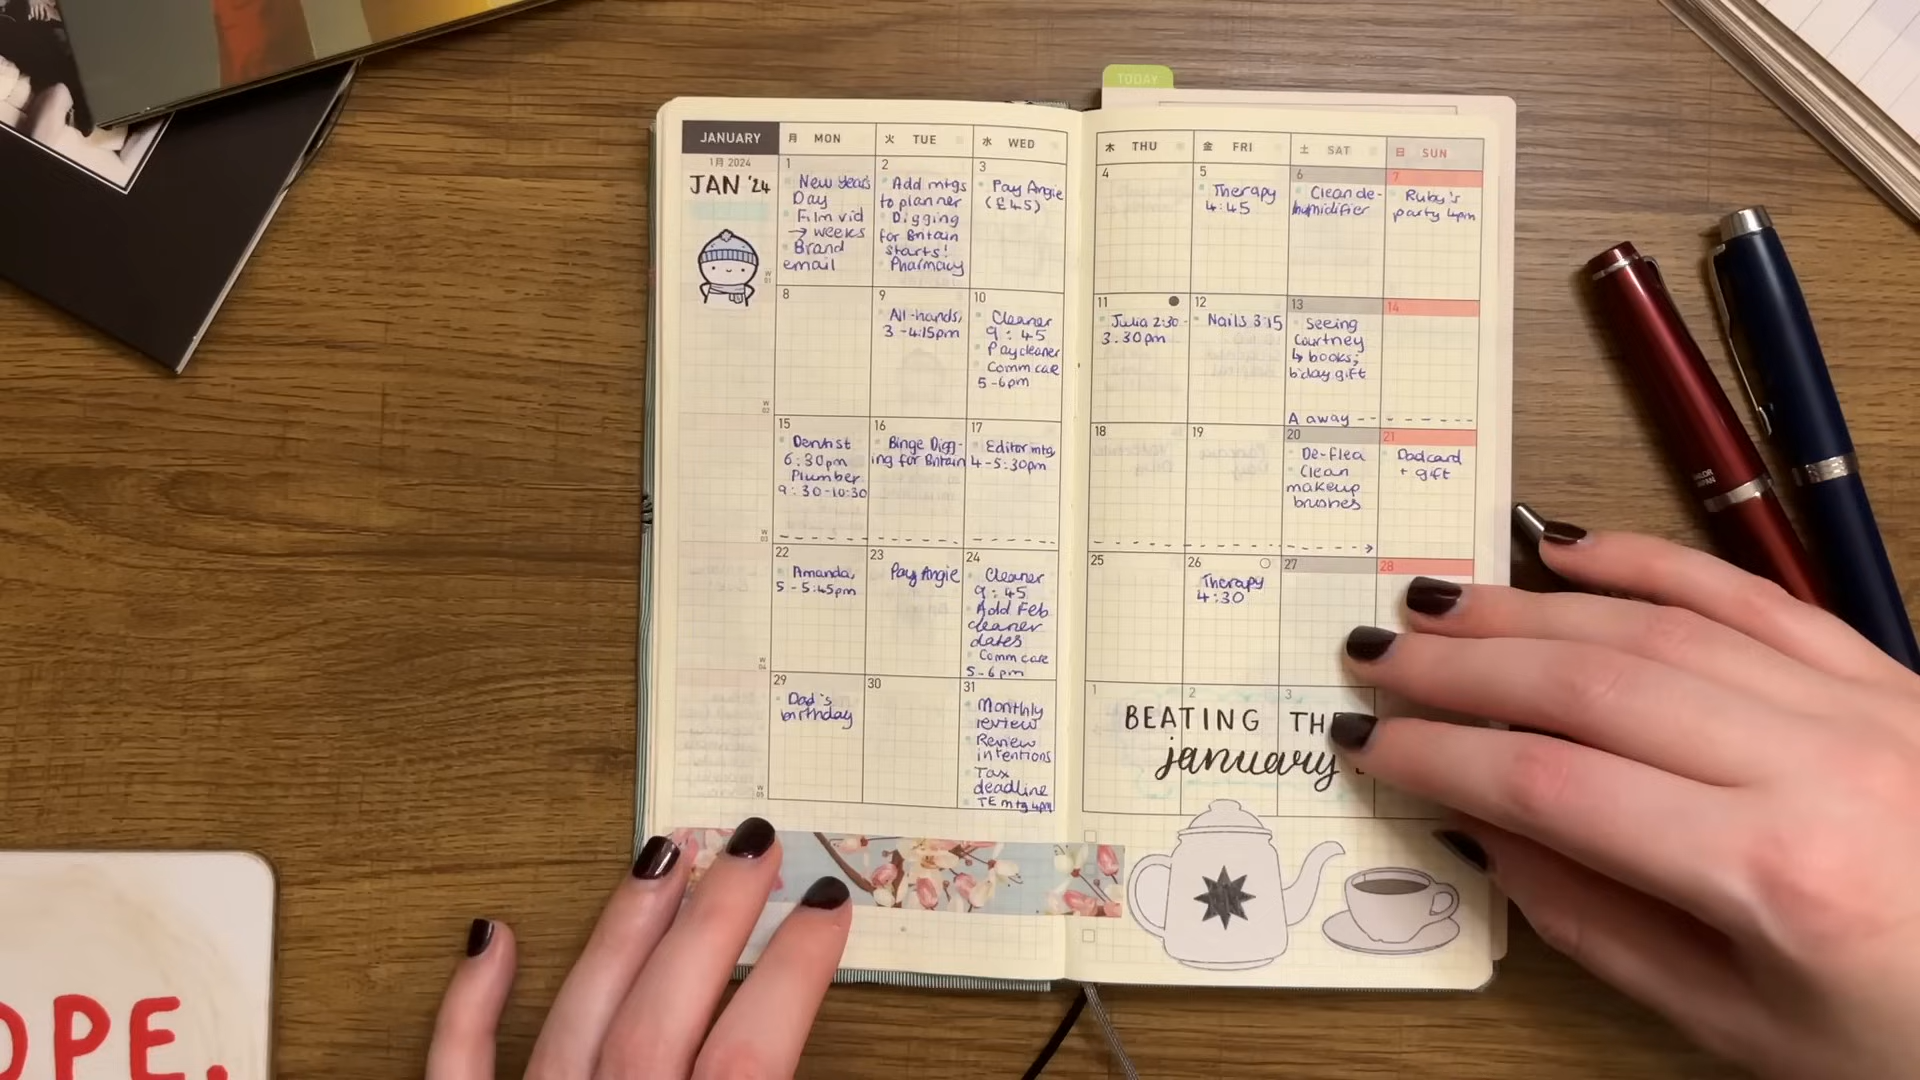 TODAY
JANUARY
月 MON
火 TUE
水 WED
木 THU
金 FRI
土 SAT
日 SUN
1月 2024
JAN '24
1
New Year's
Day
Film vid
→ weeks
Brand
email
2
Add mtgs
to planner
Digging
for Britain
starts!
Pharmacy
3
Pay Angie
(£45)
4
5
Therapy
4:45
6
Clean de-
humidifier
7
Ruby's
party 4pm
W
01
8
9
All-hands,
3-4:15pm
10
Cleaner
9:45
Pay cleaner
Comm care
5-6pm
11
Julia 2:30-
3.30pm
12
Nails 3:15
13
Seeing
Courtney
↳ books;
b'day gift
A away --
14
W
02
15
Dentist
6:30pm
Plumber
9:30-10:30
16
Binge Digg-
ing for Britain
17
Editor mtg
4-5:30pm
18
19
20
De-flea
Clean
makeup
brushes
21
Dad card
+ gift
W
03
22
Amanda,
5-5:45pm
23
Pay Angie
24
Cleaner
9:45
Add Feb
cleaner
dates
Comm care
5-6pm
25
26
Therapy
4:30
27
28
W
04
29
Dad's
birthday
30
31
Monthly
review
Review
intentions
Tax
deadline
TE mtg 4pm
1
2
3
W
05
BEATING THE
january
SAILOR
JAPAN
OPE.